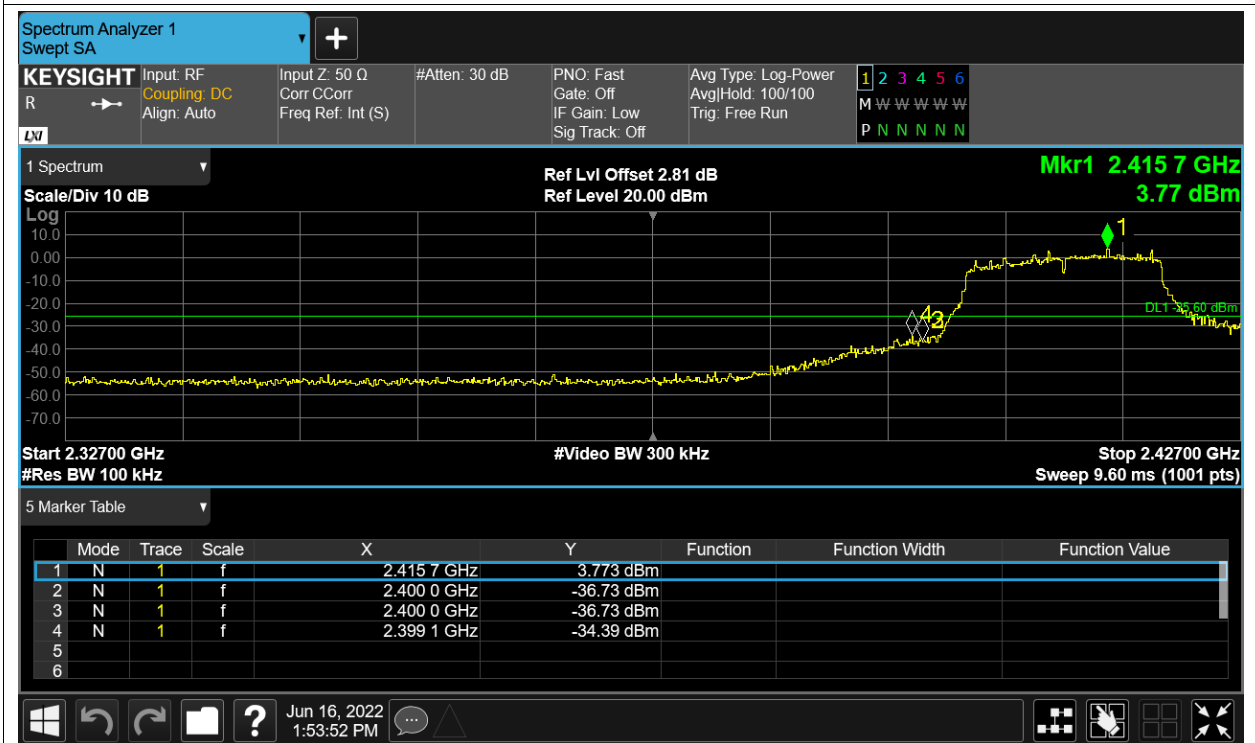 Spectrum Analyzer 1
Swept SA
KEYSIGHT Input: RF Input Z: 50 Ω #Atten: 30 dB PNO: Fast Avg Type: Log-Power 1 2 3 4 5 6
R Coupling: DC Corr CCorr Gate: Off Avg|Hold: 100/100 M W W W W W W
Align: Auto Freq Ref: Int (S) IF Gain: Low Trig: Free Run
LXI Sig Track: Off P N N N N N N
1 Spectrum Ref Lvl Offset 2.81 dB Mkr1 2.415 7 GHz
Scale/Div 10 dB Ref Level 20.00 dBm 3.77 dBm
Log
10.0
0.00
-10.0
-20.0
-30.0
-40.0
-50.0
-60.0
-70.0
1
DL1 -25.60 dBm
4 2
Start 2.32700 GHz #Video BW 300 kHz Stop 2.42700 GHz
#Res BW 100 kHz Sweep 9.60 ms (1001 pts)
5 Marker Table
Mode Trace Scale X Y Function Function Width Function Value
1 N 1 f 2.415 7 GHz 3.773 dBm
2 N 1 f 2.400 0 GHz -36.73 dBm
3 N 1 f 2.400 0 GHz -36.73 dBm
4 N 1 f 2.399 1 GHz -34.39 dBm
5
6
? Jun 16, 2022
1:53:52 PM